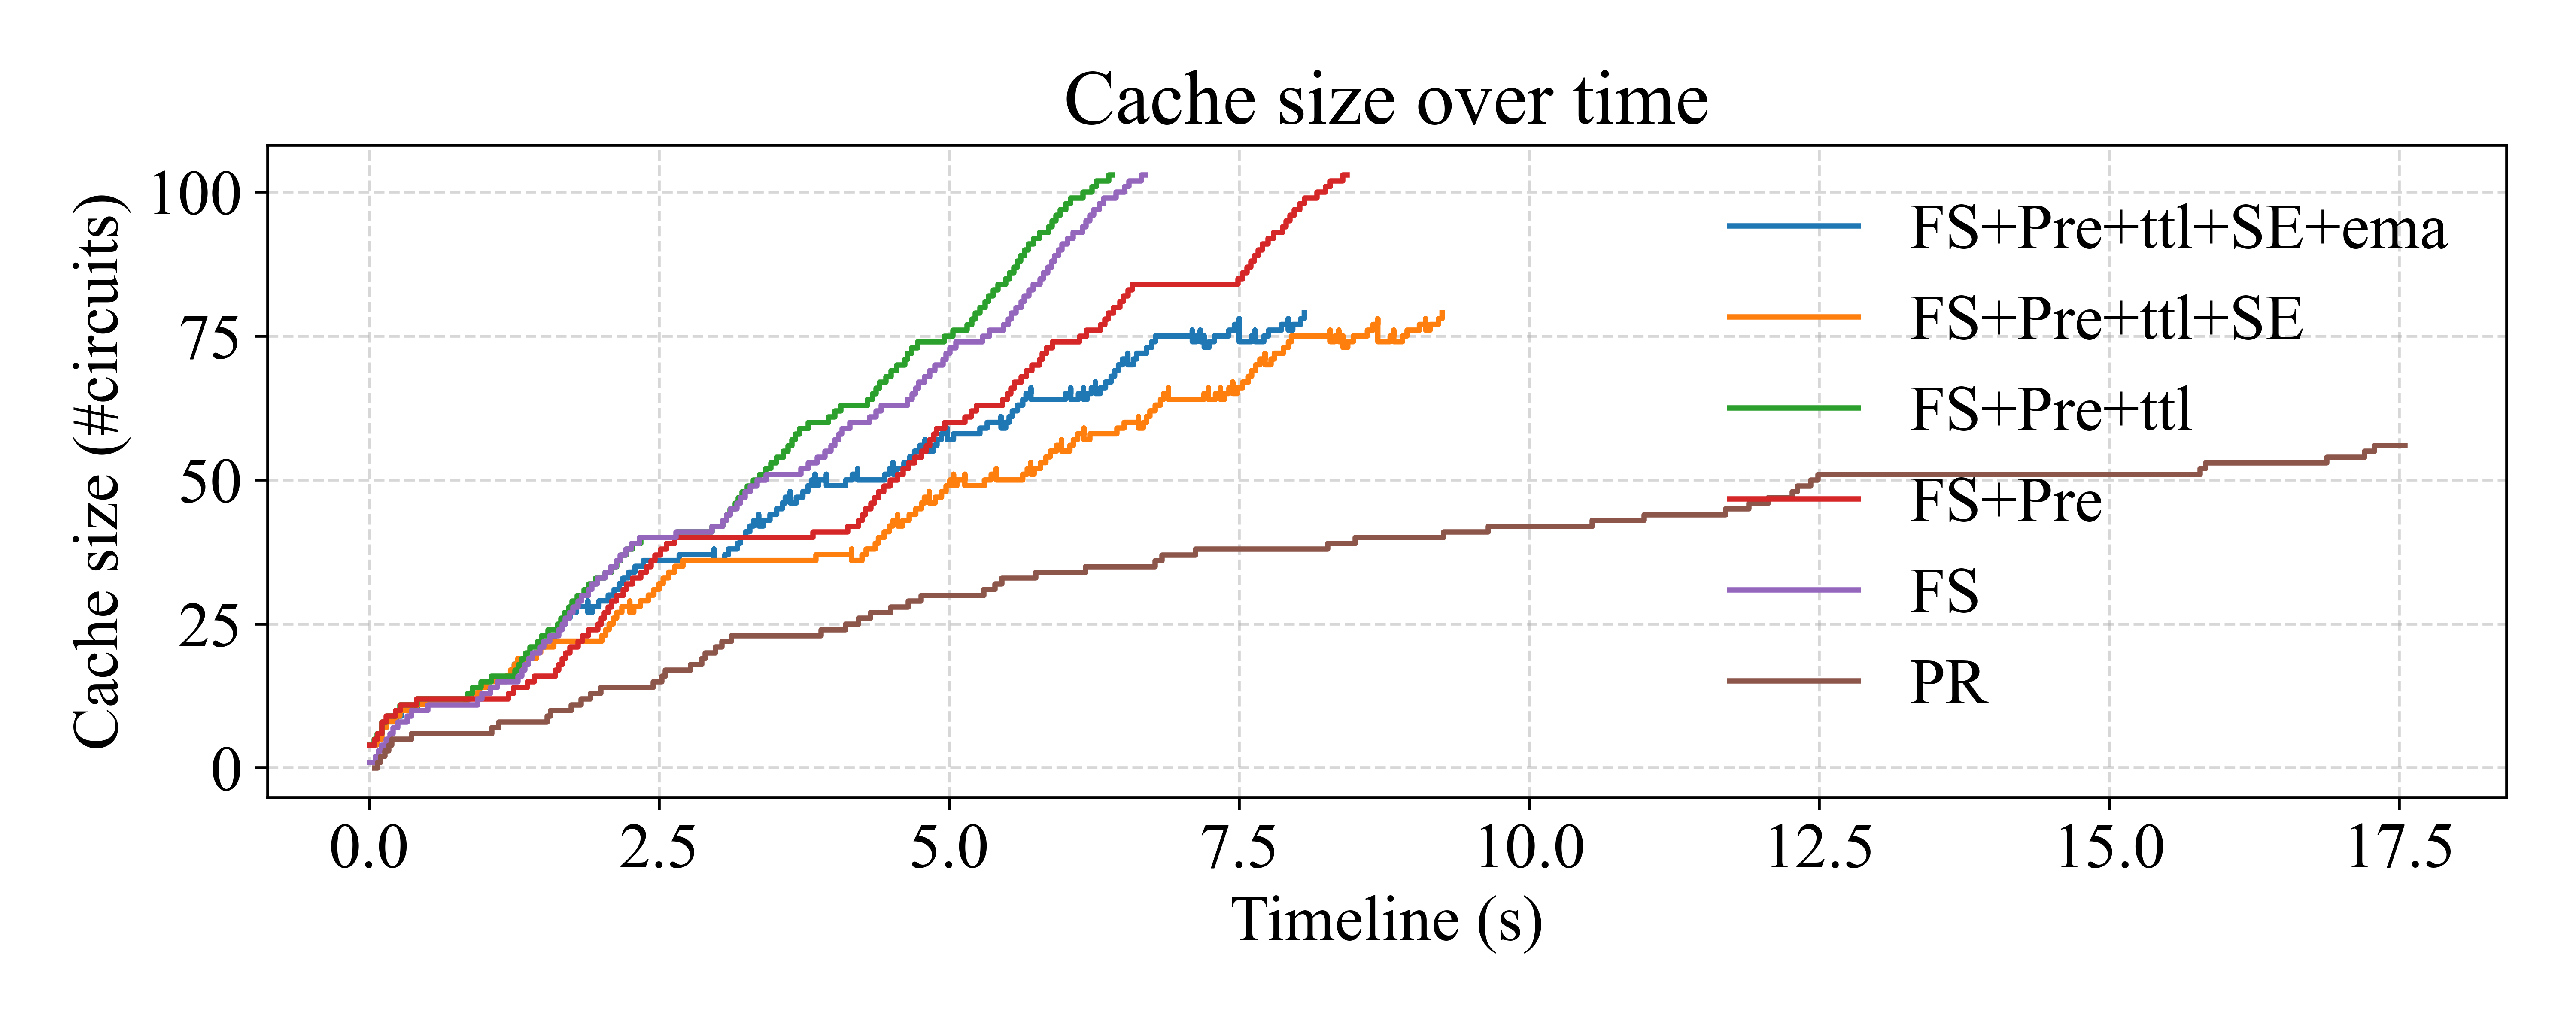 Cache size over time
Cache size (#circuits)
100
75
50
25
0
FS+Pre+ttl+SE+ema
FS+Pre+ttl+SE
FS+Pre+ttl
FS+Pre
FS
PR
0.0 2.5 5.0 7.5 10.0 12.5 15.0 17.5
Timeline (s)